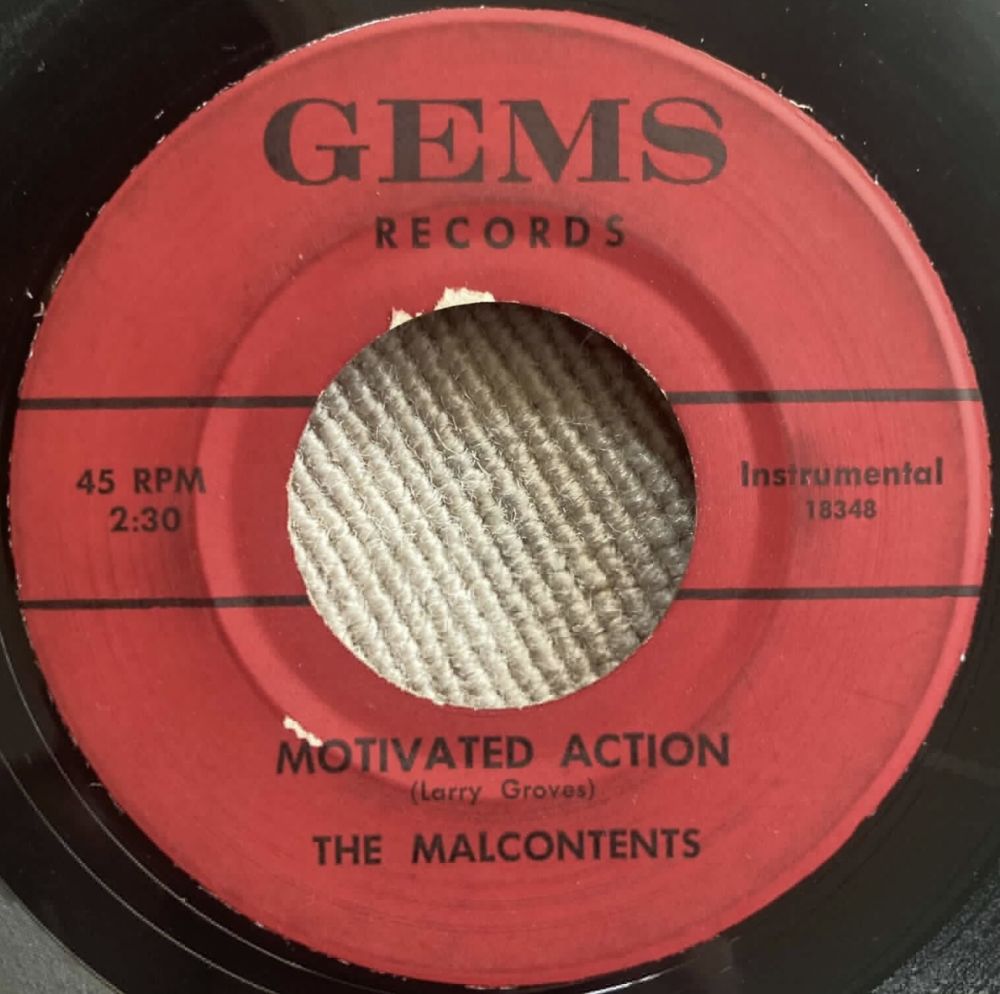 GEMS
RECORDS
45 RPM
2:30
Instrumental
18348
MOTIVATED ACTION
(Larry Groves)
THE MALCONTENTS